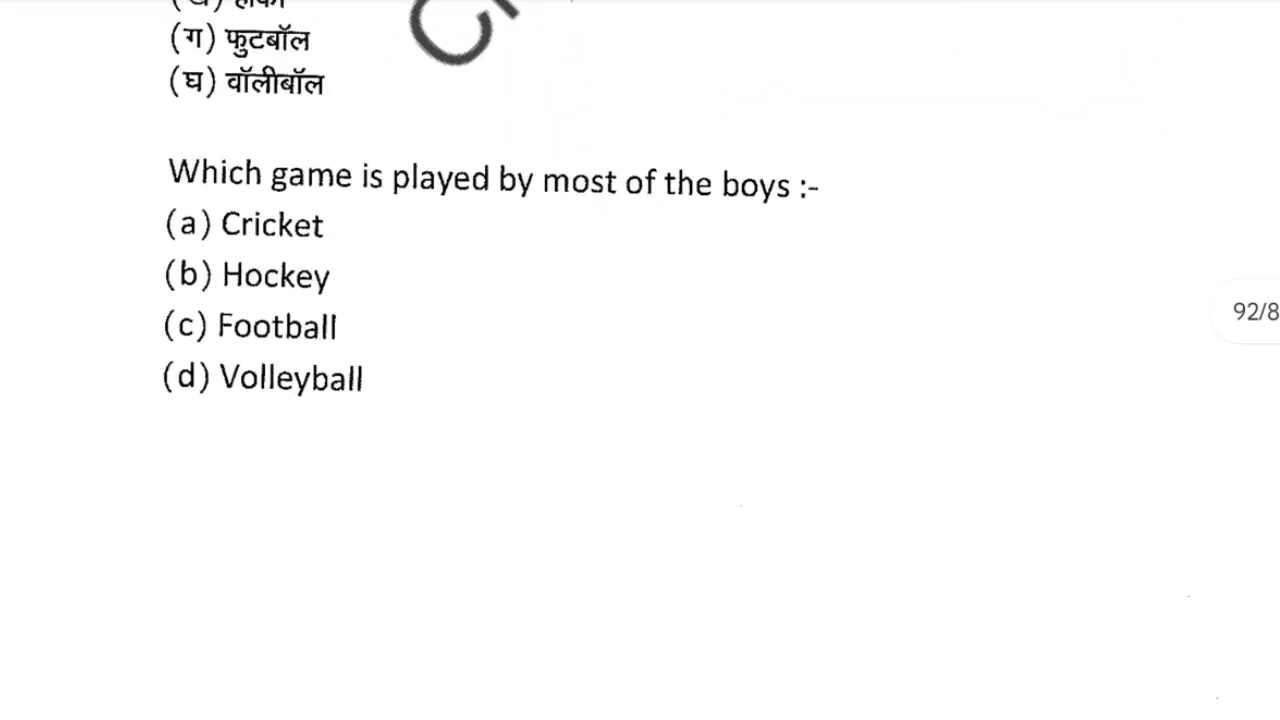 (ग) फुटबॉल
(घ) वॉलीबॉल
Which game is played by most of the boys :-
(a) Cricket
(b) Hockey
(c) Football
(d) Volleyball
92/8